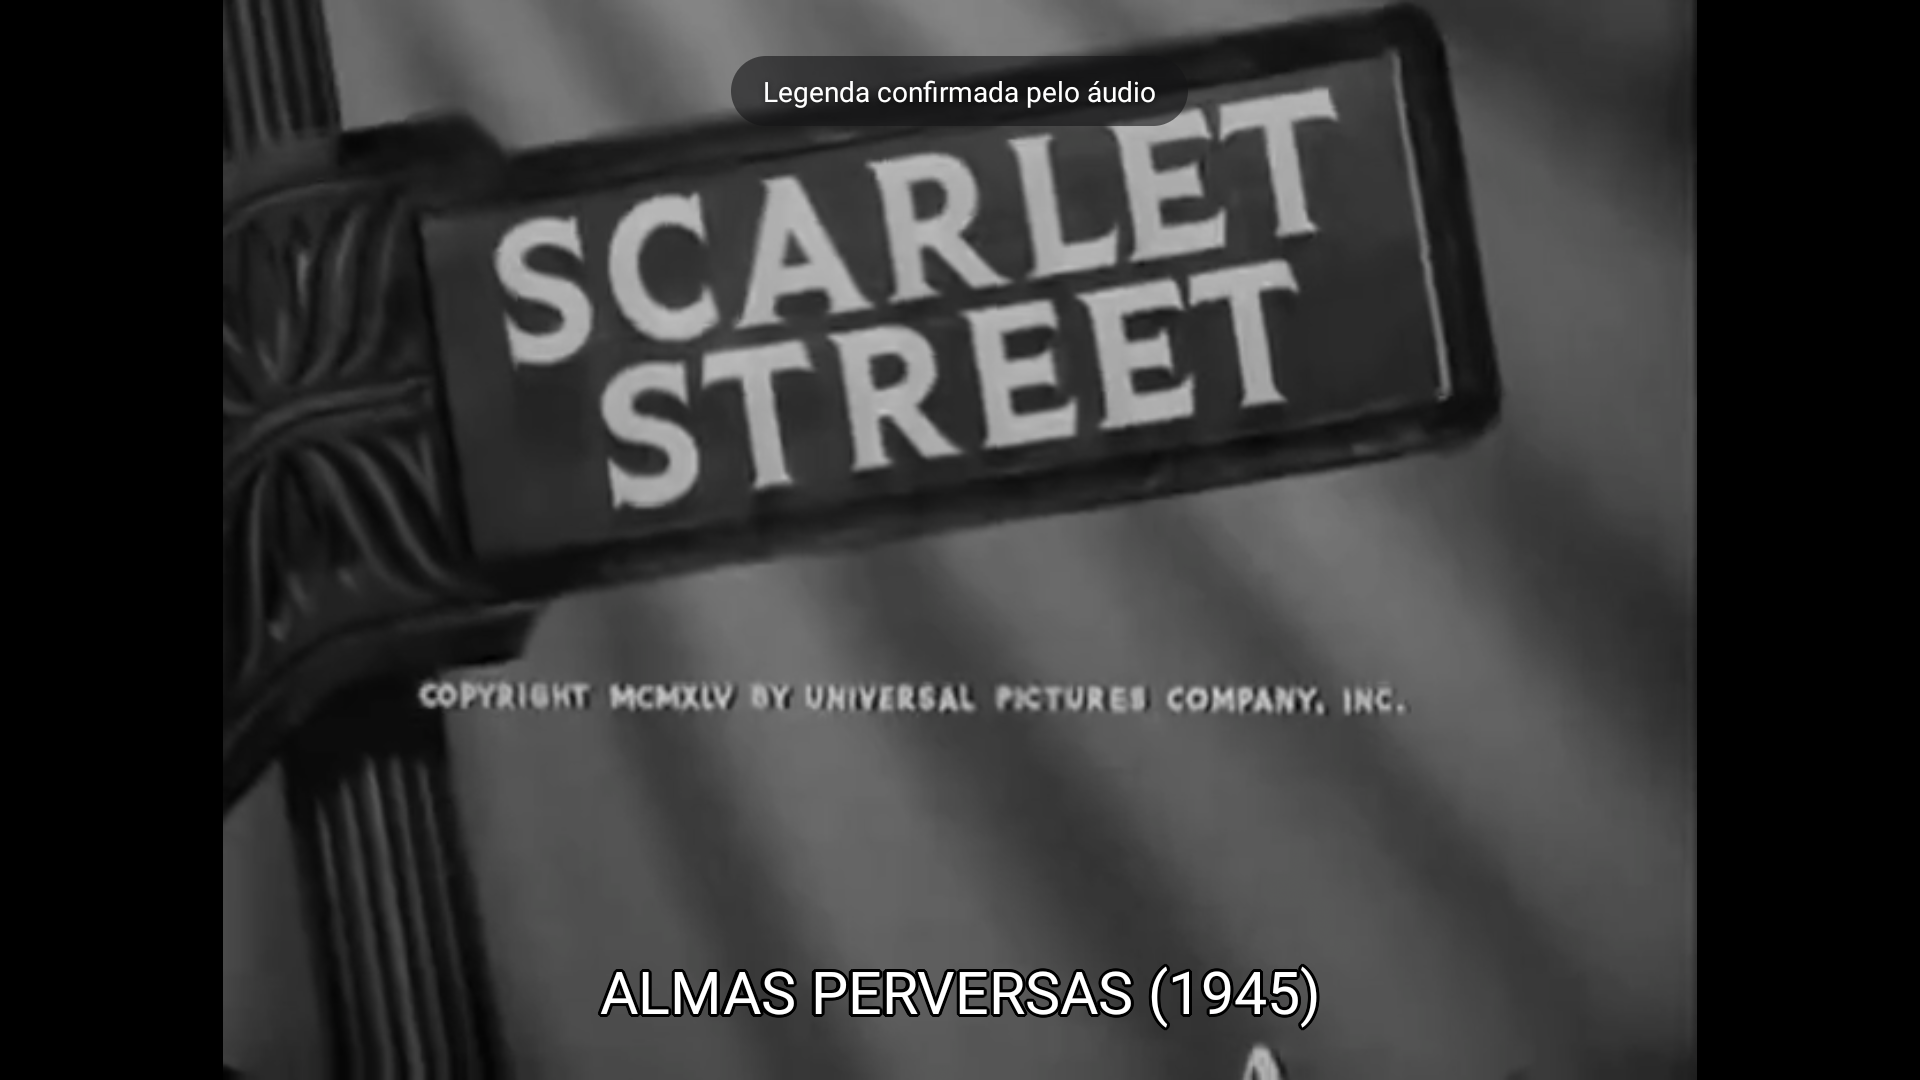 Legenda confirmada pelo áudio
SCARLET
STREET
COPYRIGHT MCMXLV BY UNIVERSAL PICTURES COMPANY, INC.
ALMAS PERVERSAS (1945)